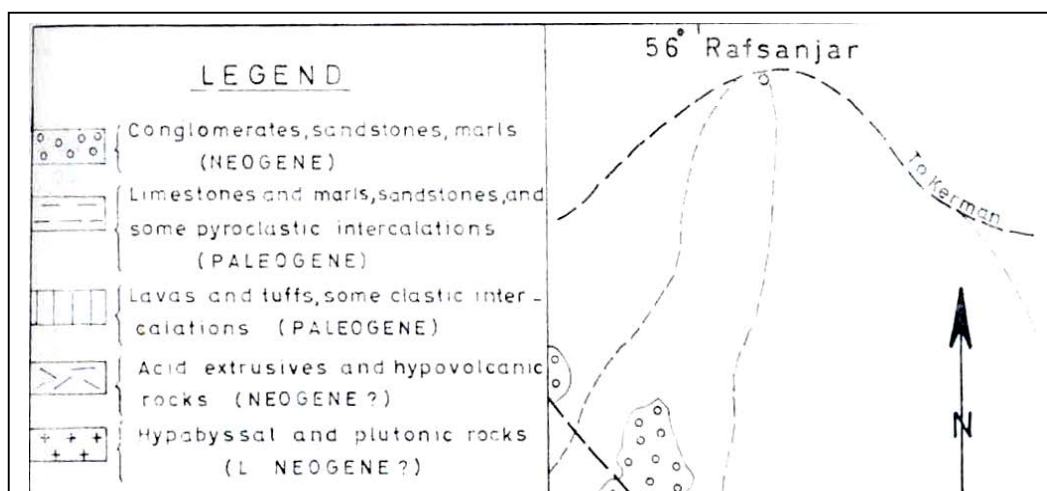 LEGEND
Conglomerates, sandstones, marls
(NEOGENE)
Limestones and marls, sandstones, and
some pyroclastic intercalations
(PALEOGENE)
Lavas and tuffs, some clastic inter-
calations (PALEOGENE)
Acid extrusives and hypovolcanic
rocks (NEOGENE ?)
Hypabyssal and plutonic rocks
(L NEOGENE ?)
56° Rafsanjar
To Kerman
N